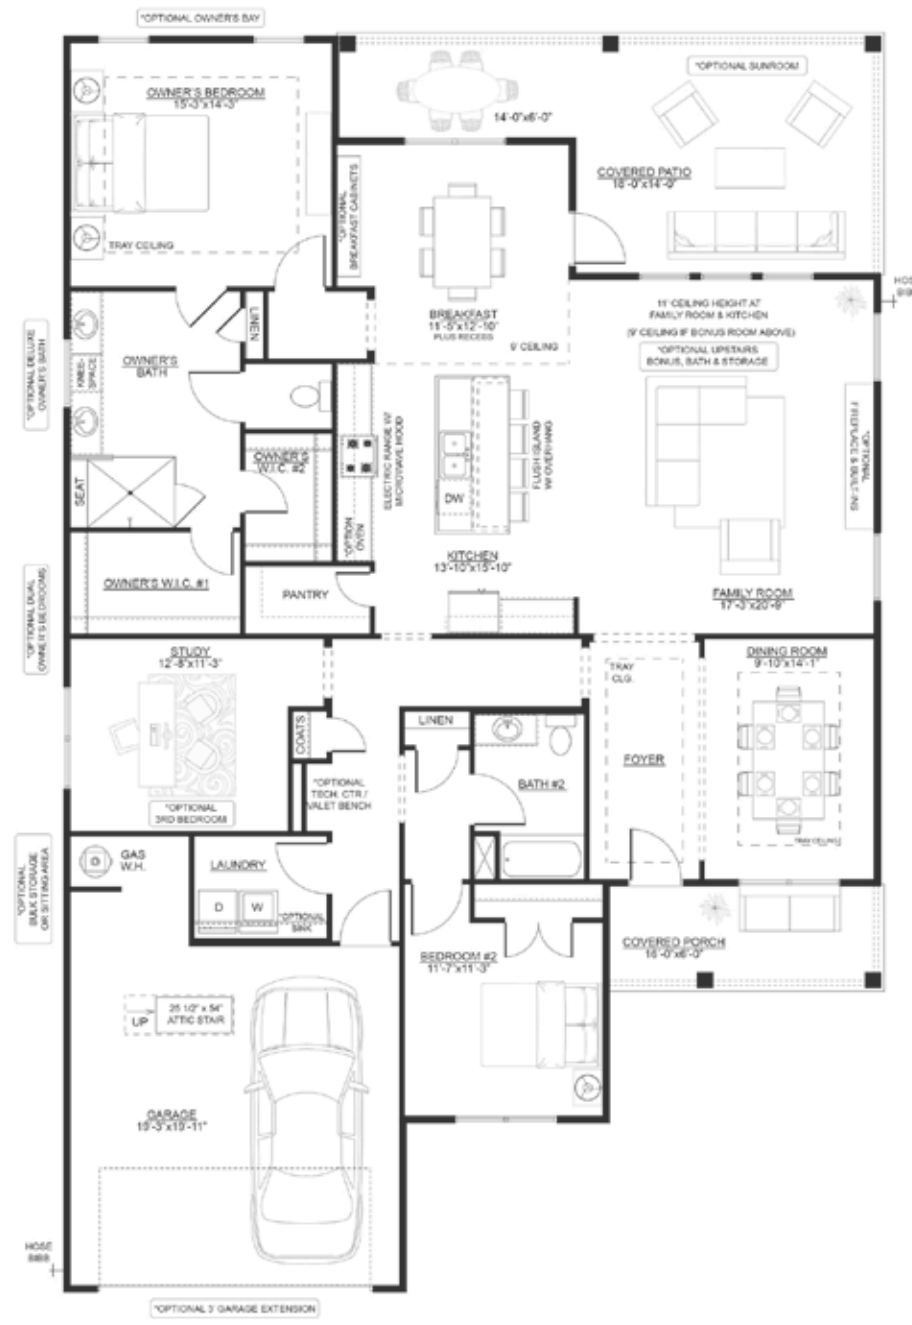 *OPTIONAL OWNER'S BAY
OWNER'S BEDROOM
15'-3"x14'-3"
TRAY CEILING
*OPTIONAL SUNROOM
14'-0"x6'-0"
COVERED PATIO
18'-0"x14'-0"
*OPTIONAL
BREAKFAST CABINETS
BREAKFAST
11'-5"x12'-10"
PLUS RECESS
9' CEILING
HOSE
BIBB
11' CEILING HEIGHT AT
FAMILY ROOM & KITCHEN
(9' CEILING IF BONUS ROOM ABOVE)
*OPTIONAL UPSTAIRS
BONUS, BATH & STORAGE
*OPTIONAL DELUXE
OWNER'S BATH
KNEE-
SPACE
OWNER'S
BATH
LINEN
SEAT
OWNER'S
W.I.C. #2
ELECTRIC RANGE W/
MICROWAVE HOOD
*OPTION
OVEN
DW
FLUSH ISLAND
W/ OVERHANG
*OPTIONAL
FIREPLACE & BUILT-INS
KITCHEN
13'-10"x15'-10"
FAMILY ROOM
17'-3"x20'-9"
*OPTIONAL DUAL
OWNER'S BEDROOMS
OWNER'S W.I.C. #1
PANTRY
STUDY
12'-8"x11'-3"
*OPTIONAL
3RD BEDROOM
COATS
*OPTIONAL
TECH. CTR./
VALET BENCH
LINEN
BATH #2
TRAY
CLG.
FOYER
DINING ROOM
9'-10"x14'-1"
TRAY CEILING
*OPTIONAL
BULK STORAGE
OR SITTING AREA
GAS
W.H.
LAUNDRY
D
W
*OPTIONAL
SINK
BEDROOM #2
11'-7"x11'-3"
COVERED PORCH
16'-0"x6'-0"
UP
25 1/2" x 54"
ATTIC STAIR
GARAGE
19'-3"x19'-11"
HOSE
BIBB
*OPTIONAL 3' GARAGE EXTENSION